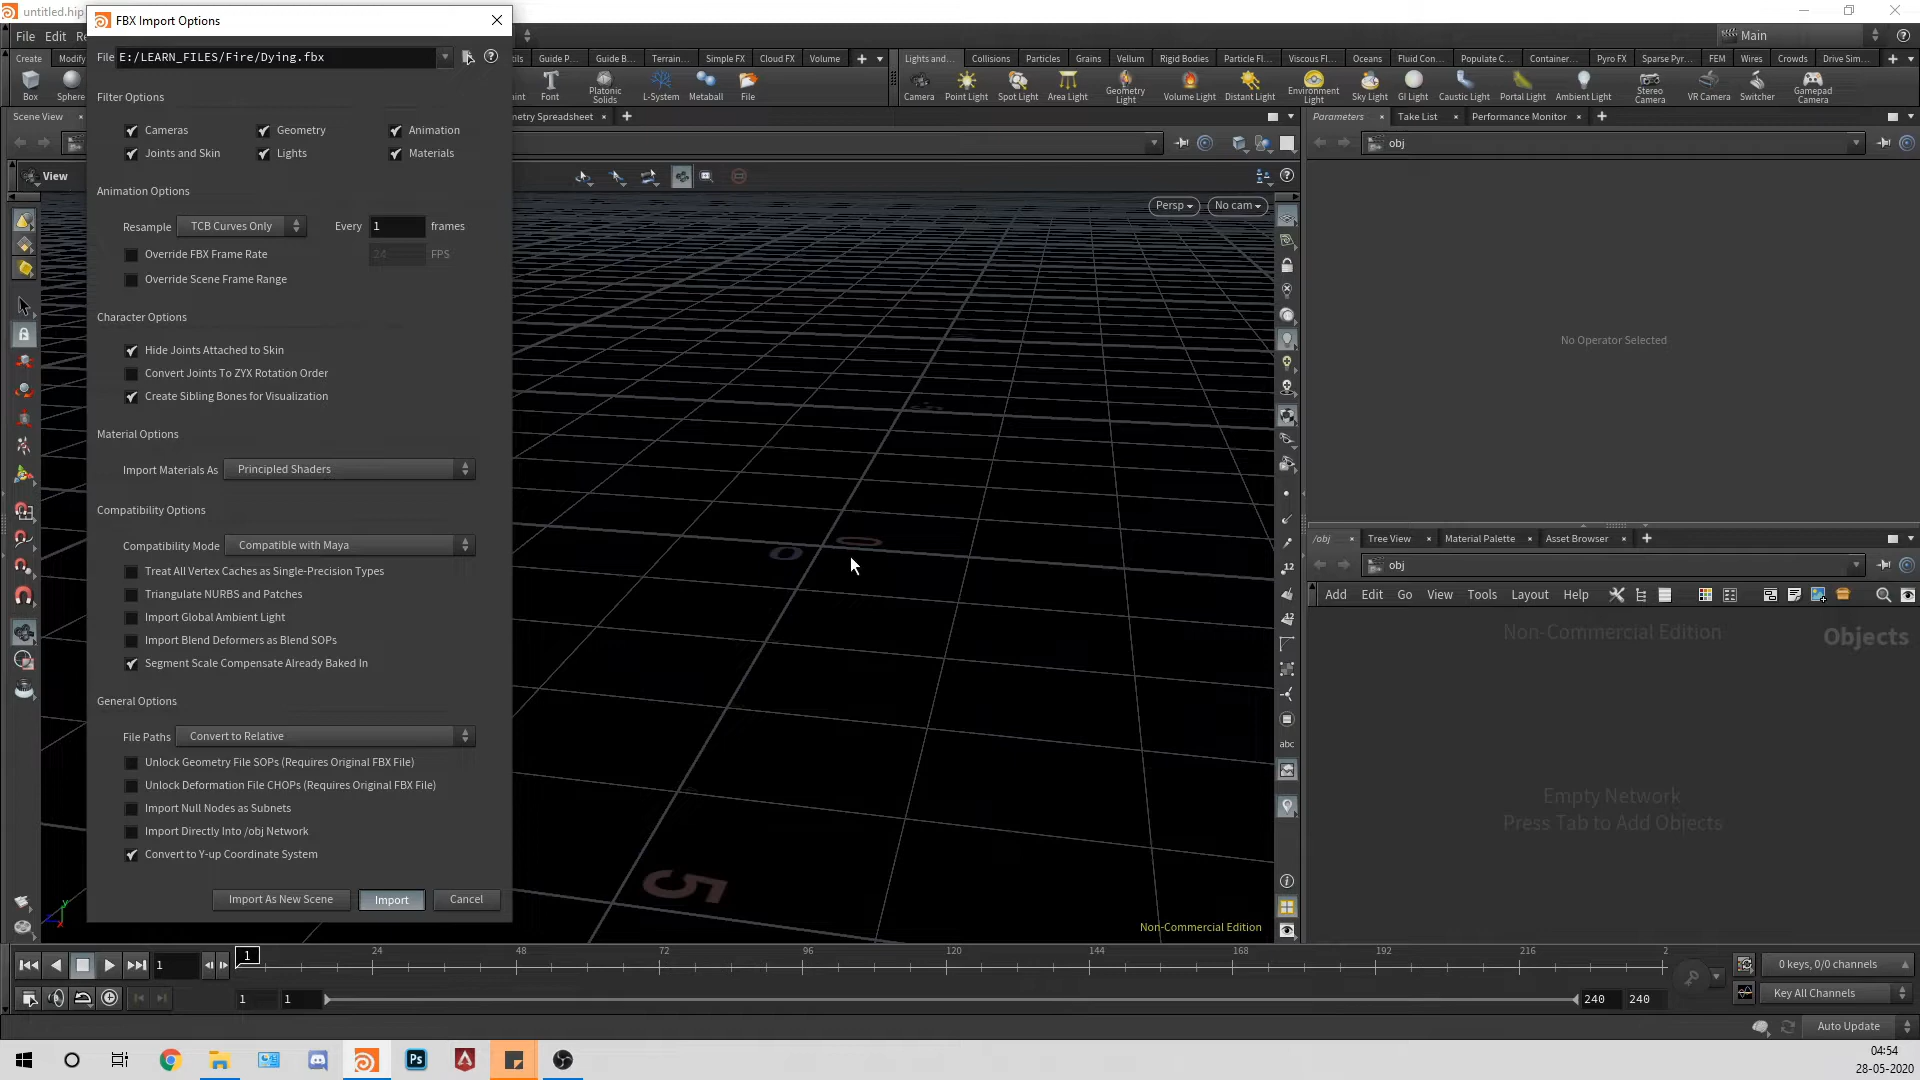 untitled.hip
FBX Import Options
File Edit Re
Main
File E:/LEARN_FILES/Fire/Dying.fbx
Create Modify
Guide P... Guide B... Terrain... Simple FX Cloud FX Volume
Lights and... Collisions Particles Grains Vellum Rigid Bodies Particle Fl... Viscous Fl... Oceans Fluid Con... Populate C... Container... Pyro FX Sparse Pyr... FEM Wires Crowds Drive Sim...
Box Sphere
Font Platonic Solids L-System Metaball File
Camera Point Light Spot Light Area Light Geometry Light Volume Light Distant Light Environment Light Sky Light GI Light Caustic Light Portal Light Ambient Light Stereo Camera VR Camera Switcher Gamepad Camera
Scene View
metry Spreadsheet
Parameters Take List Performance Monitor
obj
View
Persp No cam
No Operator Selected
Filter Options
Cameras Geometry Animation
Joints and Skin Lights Materials
Animation Options
Resample TCB Curves Only Every 1 frames
Override FBX Frame Rate 24 FPS
Override Scene Frame Range
Character Options
Hide Joints Attached to Skin
Convert Joints To ZYX Rotation Order
Create Sibling Bones for Visualization
Material Options
Import Materials As Principled Shaders
Compatibility Options
Compatibility Mode Compatible with Maya
Treat All Vertex Caches as Single-Precision Types
Triangulate NURBS and Patches
Import Global Ambient Light
Import Blend Deformers as Blend SOPs
Segment Scale Compensate Already Baked In
General Options
File Paths Convert to Relative
Unlock Geometry File SOPs (Requires Original FBX File)
Unlock Deformation File CHOPs (Requires Original FBX File)
Import Null Nodes as Subnets
Import Directly Into /obj Network
Convert to Y-up Coordinate System
Import As New Scene Import Cancel
0 0
5
12
abc
Non-Commercial Edition
/obj Tree View Material Palette Asset Browser
obj
Add Edit Go View Tools Layout Help
Non-Commercial Edition Objects
Empty Network
Press Tab to Add Objects
1 1 24 48 72 96 120 144 168 192 216 2
0 keys, 0/0 channels
1 1 240 240
Key All Channels
Auto Update
Ps
04:54
28-05-2020